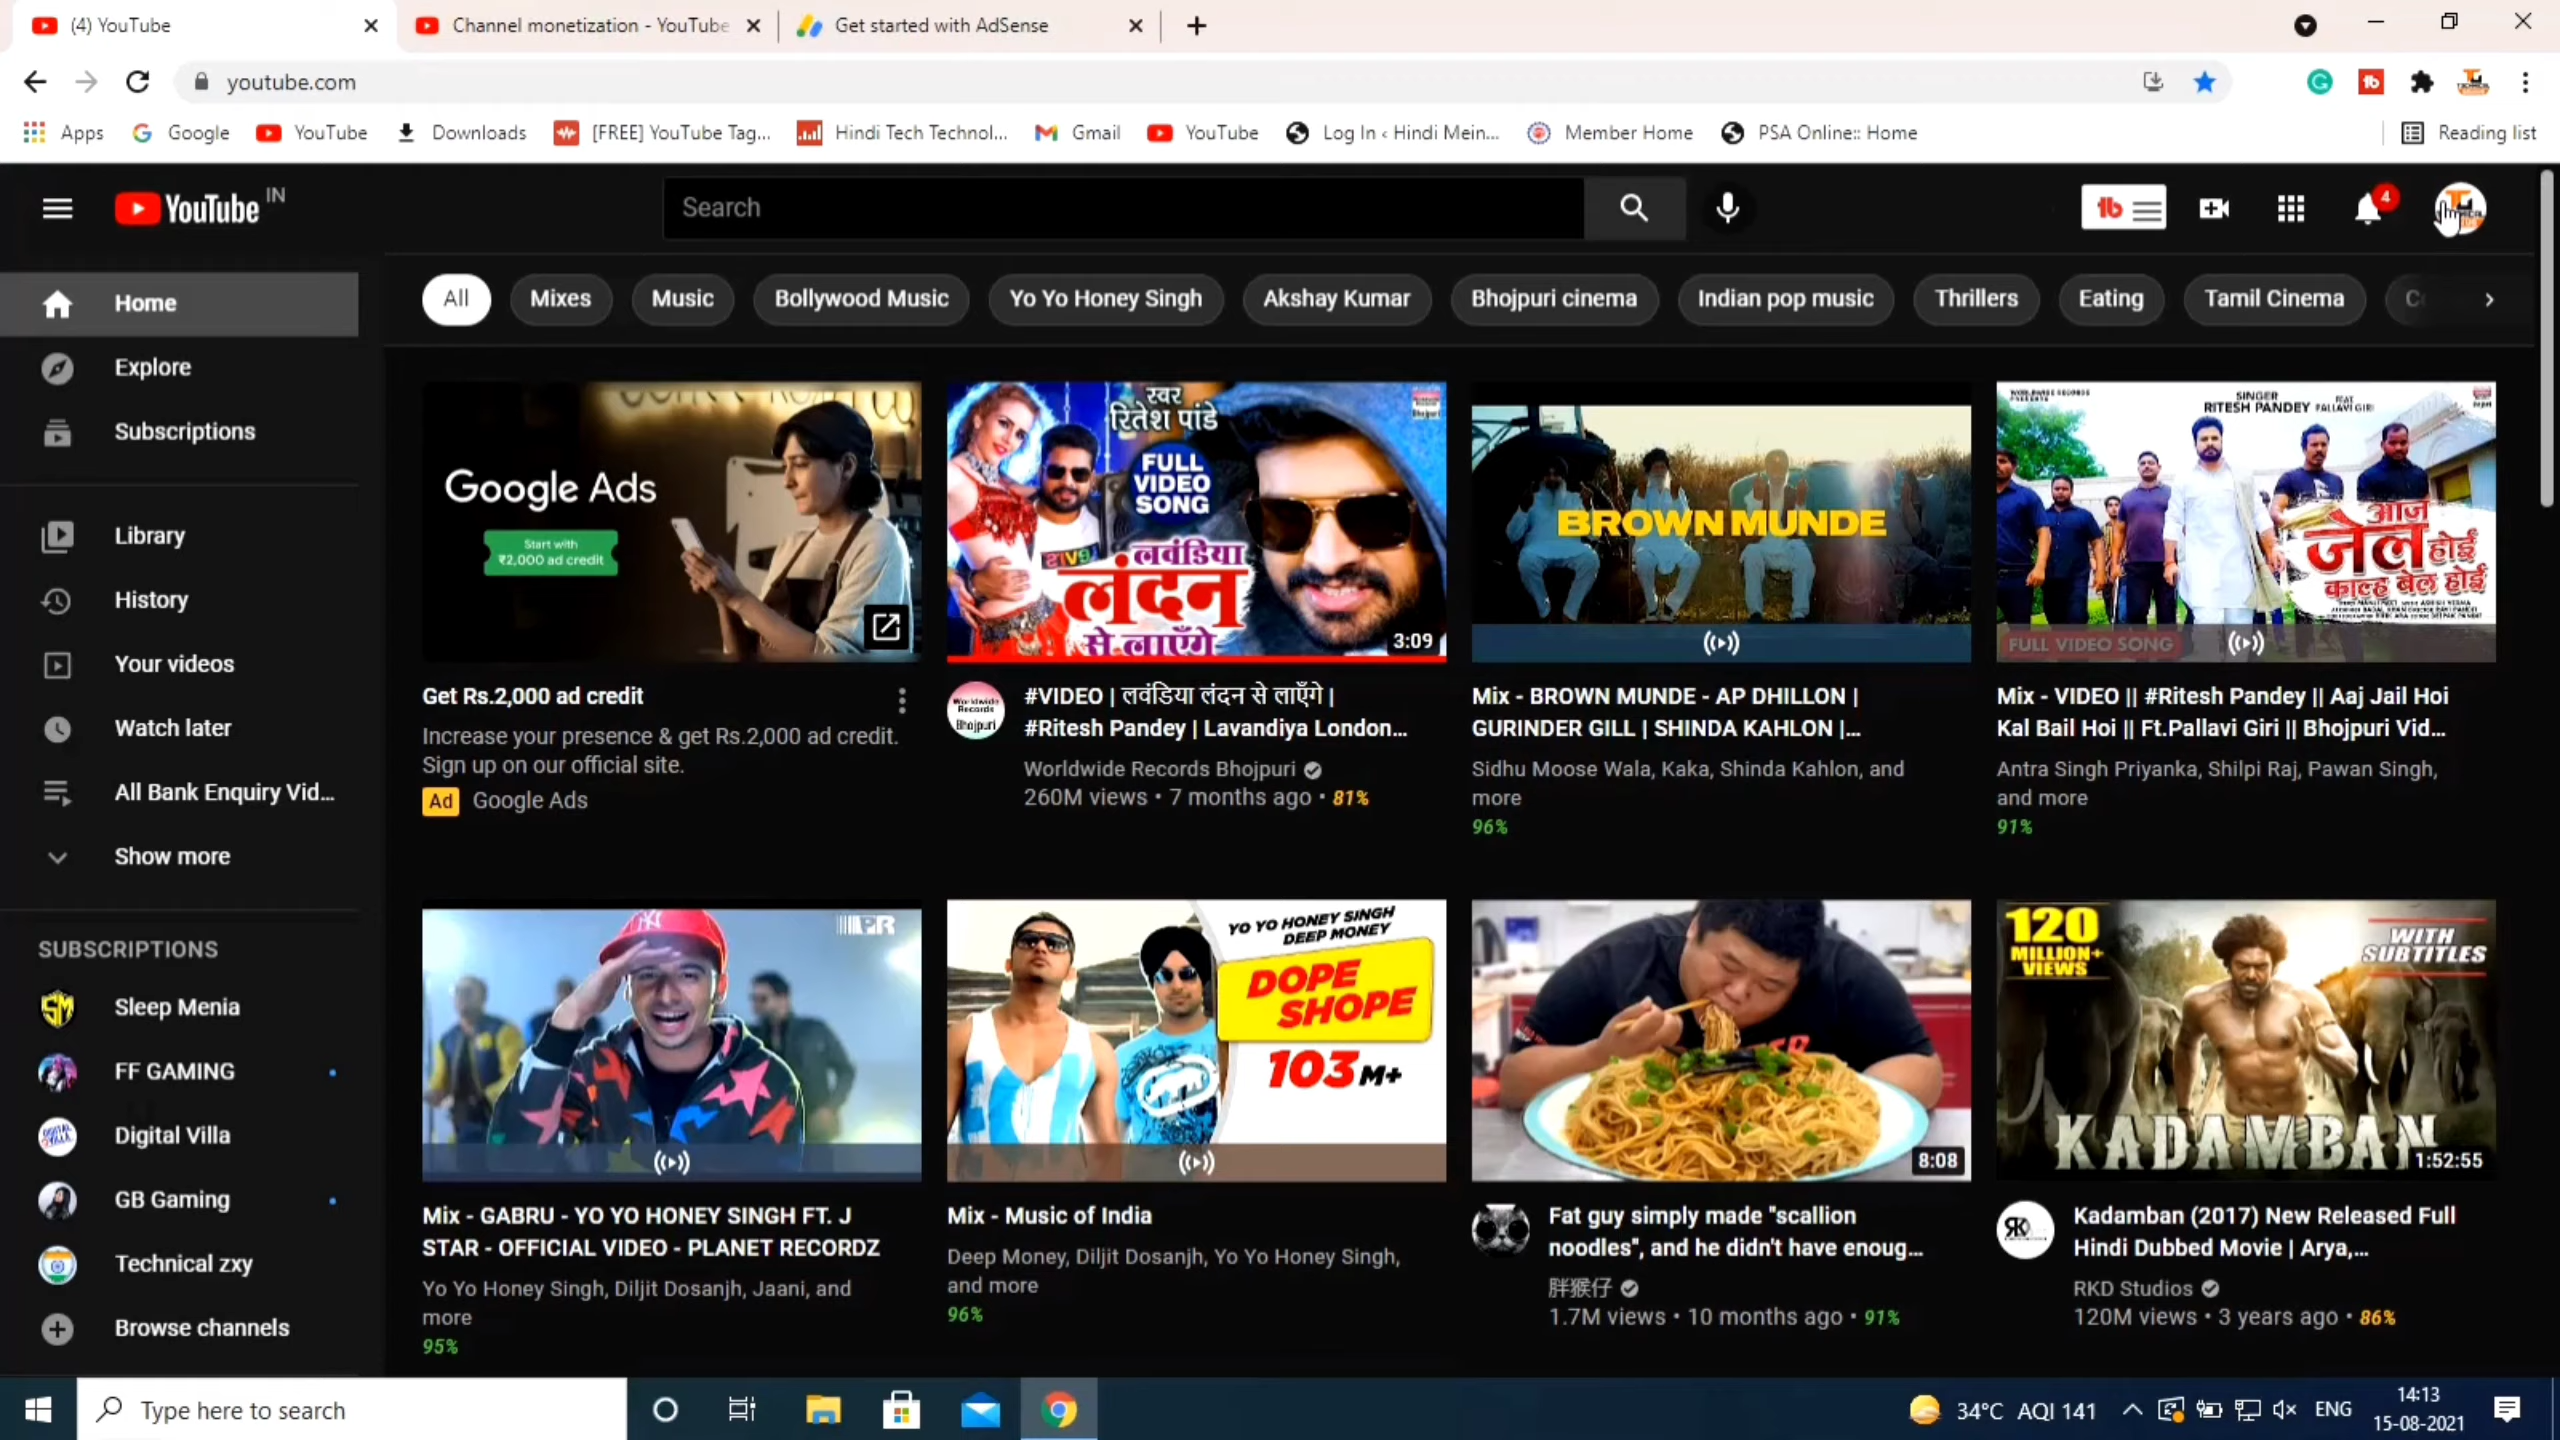 (4) YouTube
Channel monetization - YouTube
Get started with AdSense
youtube.com
Apps
Google
YouTube
Downloads
[FREE] YouTube Tag...
Hindi Tech Technol...
Gmail
YouTube
Log In ‹ Hindi Mein...
Member Home
PSA Online:: Home
Reading list
YouTube IN
Search
4
Home
Explore
Subscriptions
Library
History
Your videos
Watch later
All Bank Enquiry Vid...
Show more
SUBSCRIPTIONS
Sleep Menia
FF GAMING
Digital Villa
GB Gaming
Technical zxy
Browse channels
All
Mixes
Music
Bollywood Music
Yo Yo Honey Singh
Akshay Kumar
Bhojpuri cinema
Indian pop music
Thrillers
Eating
Tamil Cinema
Google Ads
Start with
₹2,000 ad credit
Get Rs.2,000 ad credit
Increase your presence & get Rs.2,000 ad credit.
Sign up on our official site.
Ad Google Ads
स्वर
रितेश पांडे
FULL
VIDEO
SONG
लवंडिया
लंदन
से लाएँगे
3:09
Worldwide
Records
Bhojpuri
#VIDEO | लवंडिया लंदन से लाएँगे |
#Ritesh Pandey | Lavandiya London...
Worldwide Records Bhojpuri
260M views • 7 months ago • 81%
BROWN MUNDE
Mix - BROWN MUNDE - AP DHILLON |
GURINDER GILL | SHINDA KAHLON |...
Sidhu Moose Wala, Kaka, Shinda Kahlon, and
more
96%
WORLDWIDE RECORDS
PRESENTS
SINGER
RITESH PANDEY
FEAT
PALLAVI GIRI
आज
जेल होई
काल्ह बेल होई
FULL VIDEO SONG
Mix - VIDEO || #Ritesh Pandey || Aaj Jail Hoi
Kal Bail Hoi || Ft.Pallavi Giri || Bhojpuri Vid...
Antra Singh Priyanka, Shilpi Raj, Pawan Singh,
and more
91%
Mix - GABRU - YO YO HONEY SINGH FT. J
STAR - OFFICIAL VIDEO - PLANET RECORDZ
Yo Yo Honey Singh, Diljit Dosanjh, Jaani, and
more
95%
YO YO HONEY SINGH
DEEP MONEY
DOPE
SHOPE
103 M+
Mix - Music of India
Deep Money, Diljit Dosanjh, Yo Yo Honey Singh,
and more
96%
8:08
Fat guy simply made "scallion
noodles", and he didn't have enoug...
胖猴仔
1.7M views • 10 months ago • 91%
120
MILLION+
VIEWS
WITH
SUBTITLES
KADAMBAN
1:52:55
Kadamban (2017) New Released Full
Hindi Dubbed Movie | Arya,...
RKD Studios
120M views • 3 years ago • 86%
Type here to search
34°C AQI 141
ENG
14:13
15-08-2021